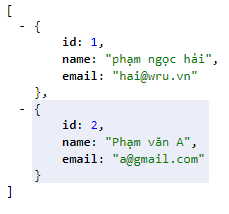 [
- {
id: 1,
name: "phạm ngọc hải",
email: "hai@wru.vn"
},
- {
id: 2,
name: "Phạm văn A",
email: "a@gmail.com"
}
]